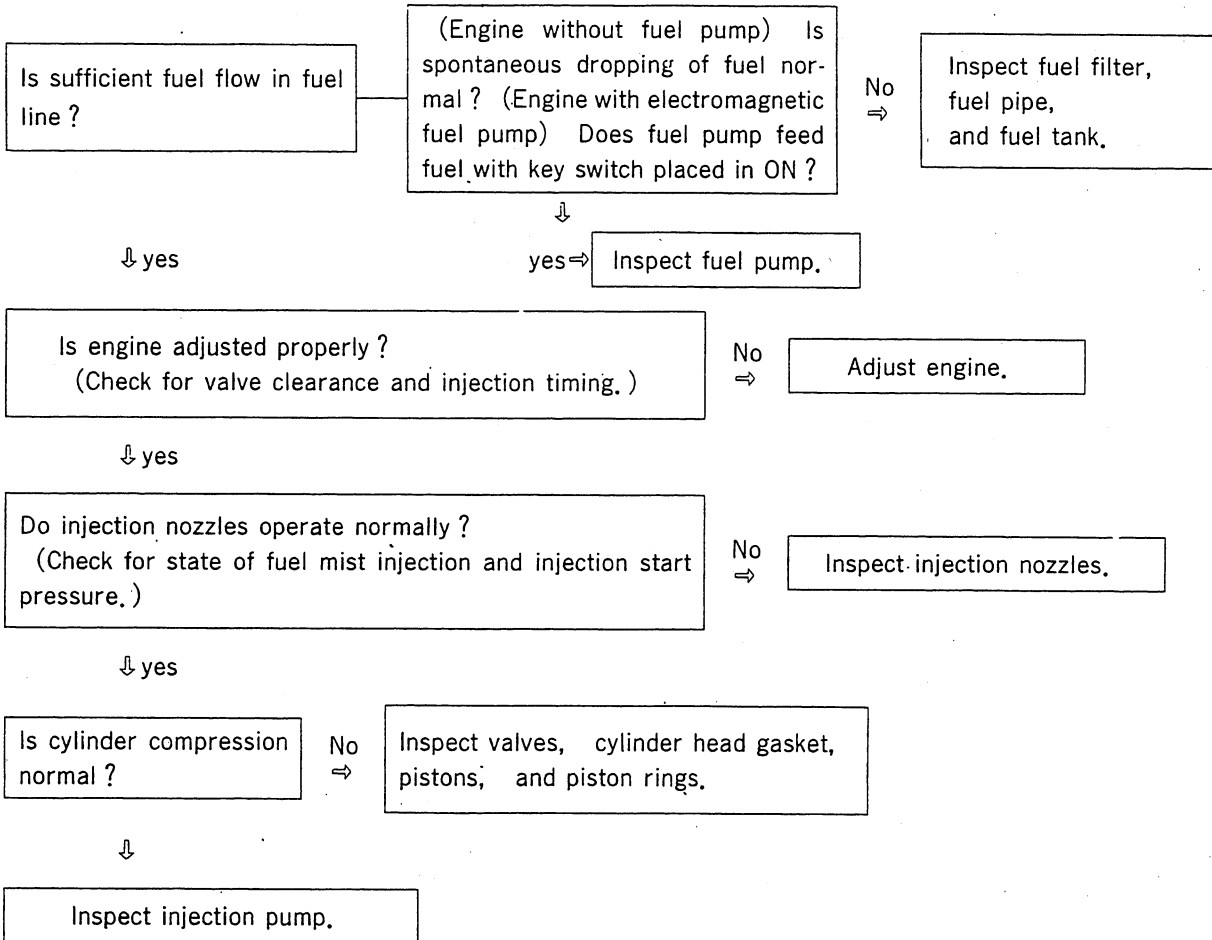 Is sufficient fuel flow in fuel
line ?
(Engine without fuel pump) Is
spontaneous dropping of fuel nor-
mal ? (Engine with electromagnetic
fuel pump) Does fuel pump feed
fuel with key switch placed in ON ?
No
⇒
Inspect fuel filter,
fuel pipe,
and fuel tank.
⇩
⇩ yes
yes ⇒
Inspect fuel pump.
Is engine adjusted properly ?
(Check for valve clearance and injection timing. )
No
⇒
Adjust engine.
⇩ yes
Do injection nozzles operate normally ?
(Check for state of fuel mist injection and injection start
pressure. )
No
⇒
Inspect injection nozzles.
⇩ yes
Is cylinder compression
normal ?
No
⇒
Inspect valves, cylinder head gasket,
pistons, and piston rings.
⇩
Inspect injection pump.